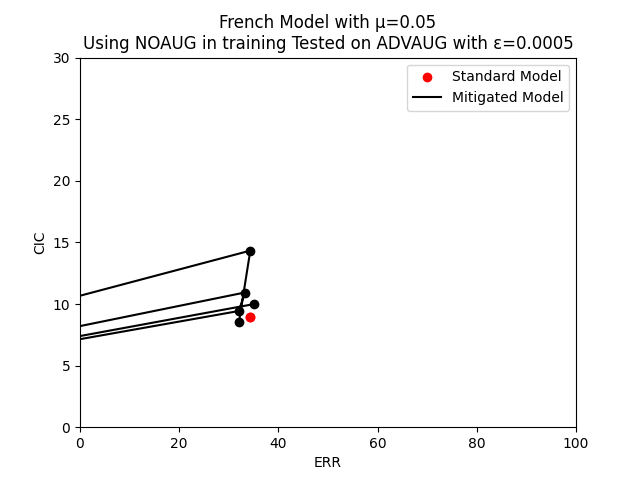 French Model with μ=0.05
Using NOAUG in training Tested on ADVAUG with ε=0.0005
30
25
20
15
10
5
0
CIC
Standard Model
Mitigated Model
0 20 40 60 80 100
ERR